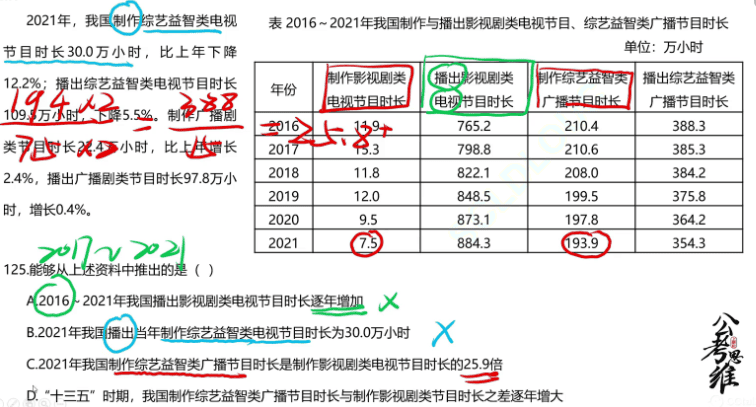 2021年，我国制作综艺益智类电视
节目时长30.0万小时，比上年下降
12.2%；播出综艺益智类电视节目时长
109.5万小时，下降5.5%。制作广播剧
类节目时长22.4万小时，比上年增长
2.4%，播出广播剧类节目时长97.8万小
时，增长0.4%。
194×2
75×2
=
388
15
=25.8+
表 2016～2021年我国制作与播出影视剧类电视节目、综艺益智类广播节目时长
单位：万小时
年份 制作影视剧类电视节目时长 播出影视剧类电视节目时长 制作综艺益智类广播节目时长 播出综艺益智类广播节目时长
2016 11.9 765.2 210.4 388.3
2017 13.3 798.8 210.6 385.3
2018 11.8 822.1 208.0 384.2
2019 12.0 848.5 199.5 375.8
2020 9.5 873.1 197.8 364.2
2021 7.5 884.3 193.9 354.3
2017～2021
125.能够从上述资料中推出的是（ ）
A.2016～2021年我国播出影视剧类电视节目时长逐年增加 ×
B.2021年我国播出当年制作综艺益智类电视节目时长为30.0万小时 ×
C.2021年我国制作综艺益智类广播节目时长是制作影视剧类电视节目时长的25.9倍
D.“十三五”时期，我国制作综艺益智类广播节目时长与制作影视剧类节目时长之差逐年增大
公考思维